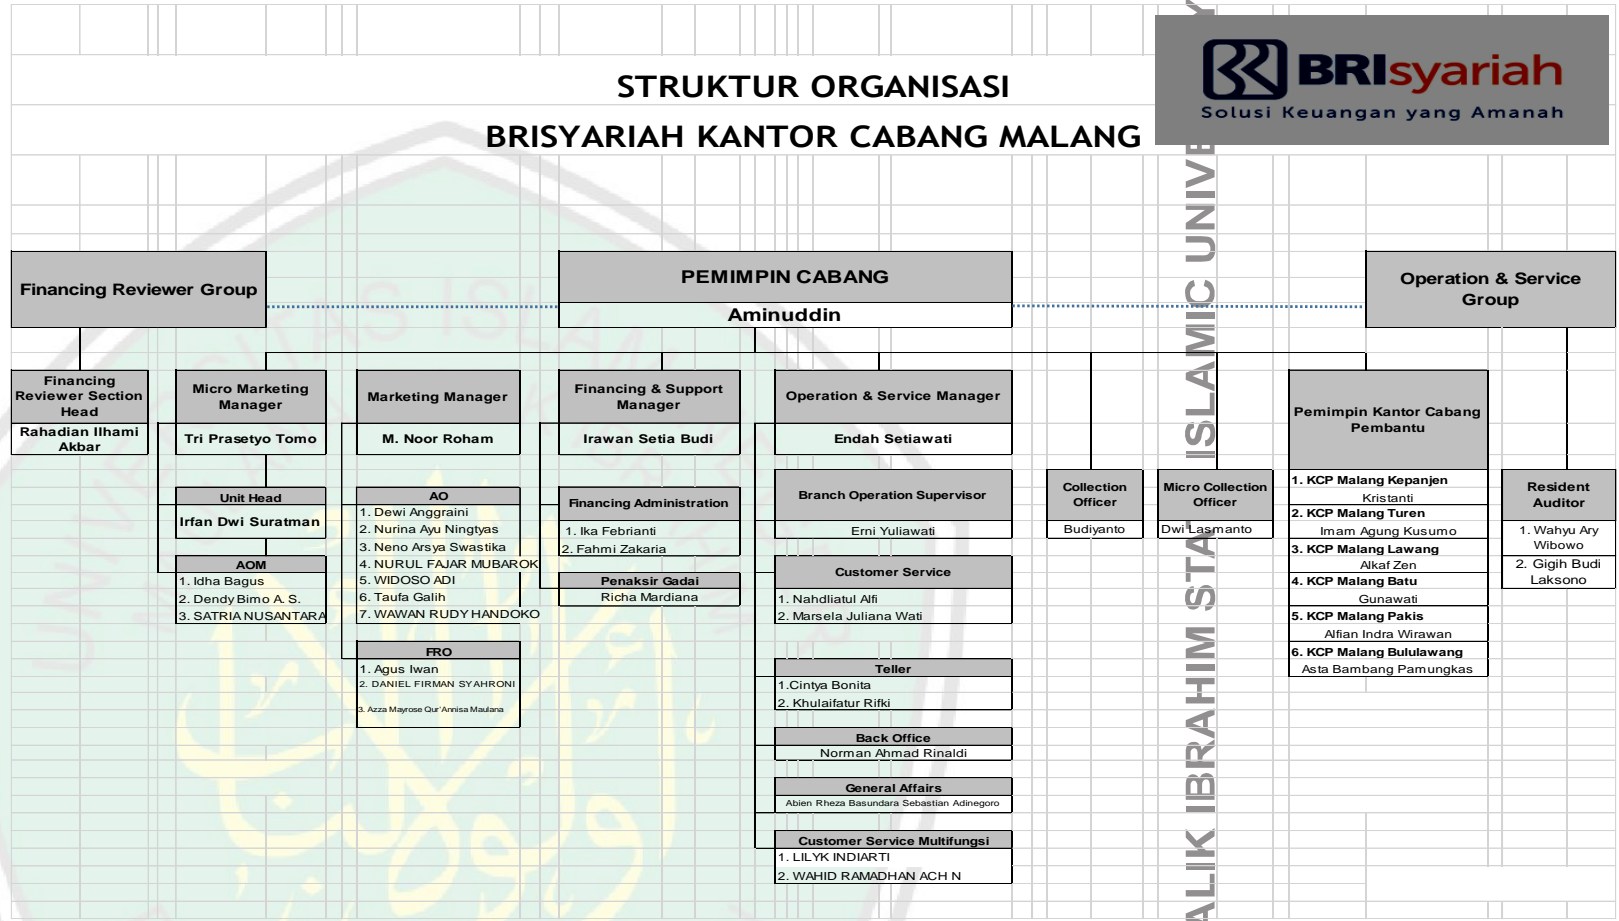 STRUKTUR ORGANISASI
BRISYARIAH KANTOR CABANG MALANG
BRIsyariah
Solusi Keuangan yang Amanah
Financing Reviewer Group
PEMIMPIN CABANG
Aminuddin
Operation & Service
Group
Financing
Reviewer Section
Head
Rahadian Ilhami
Akbar
Micro Marketing
Manager
Tri Prasetyo Tomo
Unit Head
Irfan Dwi Suratman
AOM
1. Idha Bagus
2. Dendy Bimo A. S.
3. SATRIA NUSANTARA
Marketing Manager
M. Noor Roham
AO
1. Dewi Anggraini
2. Nurina Ayu Ningtyas
3. Neno Arsya Swastika
4. NURUL FAJAR MUBAROK
5. WIDOSO ADI
6. Taufa Galih
7. WAWAN RUDY HANDOKO
FRO
1. Agus Iwan
2. DANIEL FIRMAN SYAHRONI
3. Azza Mayrose Qur'Annisa Maulana
Financing & Support
Manager
Irawan Setia Budi
Financing Administration
1. Ika Febrianti
2. Fahmi Zakaria
Penaksir Gadai
Richa Mardiana
Operation & Service Manager
Endah Setiawati
Branch Operation Supervisor
Erni Yuliawati
Customer Service
1. Nahdliatul Alfi
2. Marsela Juliana Wati
Teller
1.Cintya Bonita
2. Khulaifatur Rifki
Back Office
Norman Ahmad Rinaldi
General Affairs
Abien Rheza Basundara Sebastian Adinegoro
Customer Service Multifungsi
1. LILYK INDIARTI
2. WAHID RAMADHAN ACH N
Collection
Officer
Budiyanto
Micro Collection
Officer
Dwi Lasmanto
Pemimpin Kantor Cabang
Pembantu
1. KCP Malang Kepanjen
Kristanti
2. KCP Malang Turen
Imam Agung Kusumo
3. KCP Malang Lawang
Alkaf Zen
4. KCP Malang Batu
Gunawati
5. KCP Malang Pakis
Alfian Indra Wirawan
6. KCP Malang Bululawang
Asta Bambang Pamungkas
Resident
Auditor
1. Wahyu Ary
Wibowo
2. Gigih Budi
Laksono
ALIK IBRAHIM STA ISLAMIC UNIVE
UNIVERSITAS ISLAM NEGER
MAULANA MALIK IBRAHIM